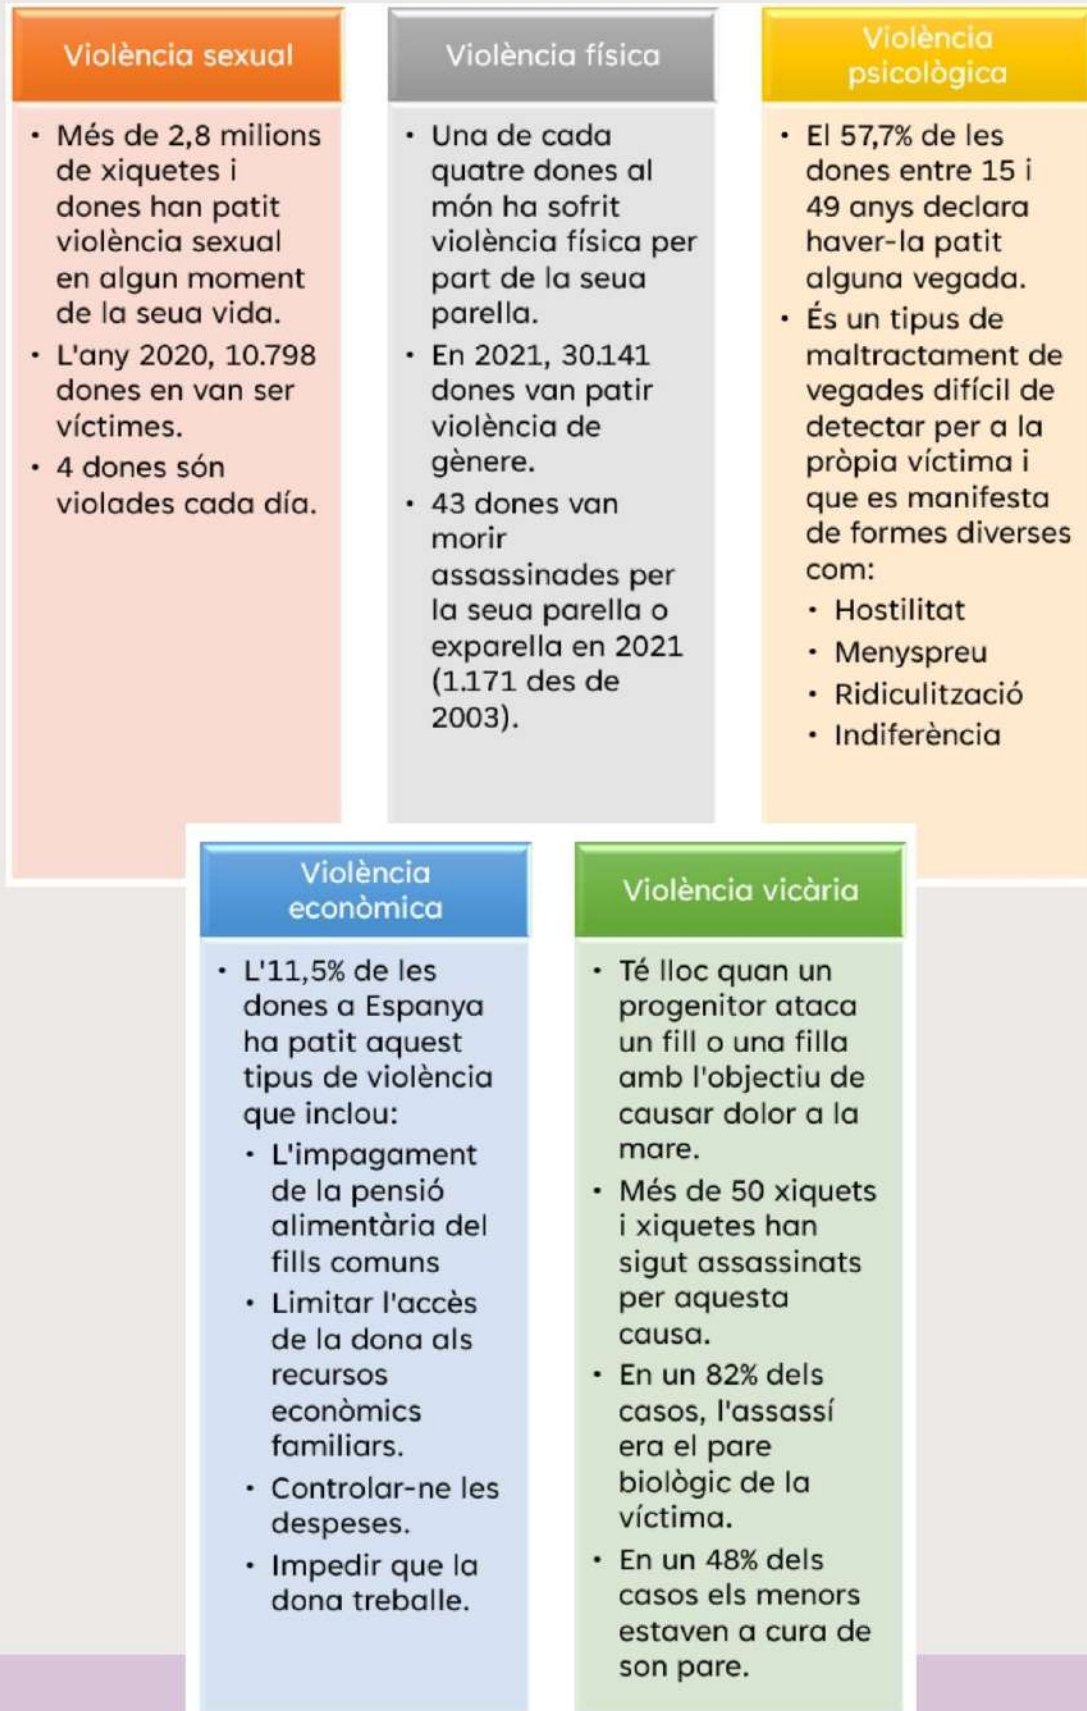 Violència sexual
• Més de 2,8 milions
de xiquetes i
dones han patit
violència sexual
en algun moment
de la seua vida.
• L'any 2020, 10.798
dones en van ser
víctimes.
• 4 dones són
violades cada día.
Violència física
• Una de cada
quatre dones al
món ha sofrit
violència física per
part de la seua
parella.
• En 2021, 30.141
dones van patir
violència de
gènere.
• 43 dones van
morir
assassinades per
la seua parella o
exparella en 2021
(1.171 des de
2003).
Violència
psicològica
• El 57,7% de les
dones entre 15 i
49 anys declara
haver-la patit
alguna vegada.
• És un tipus de
maltractament de
vegades difícil de
detectar per a la
pròpia víctima i
que es manifesta
de formes diverses
com:
• Hostilitat
• Menyspreu
• Ridiculització
• Indiferència
Violència
econòmica
• L'11,5% de les
dones a Espanya
ha patit aquest
tipus de violència
que inclou:
• L'impagament
de la pensió
alimentària del
fills comuns
• Limitar l'accès
de la dona als
recursos
econòmics
familiars.
• Controlar-ne les
despeses.
• Impedir que la
dona treballe.
Violència vicària
• Té lloc quan un
progenitor ataca
un fill o una filla
amb l'objectiu de
causar dolor a la
mare.
• Més de 50 xiquets
i xiquetes han
sigut assassinats
per aquesta
causa.
• En un 82% dels
casos, l'assassí
era el pare
biològic de la
víctima.
• En un 48% dels
casos els menors
estaven a cura de
son pare.